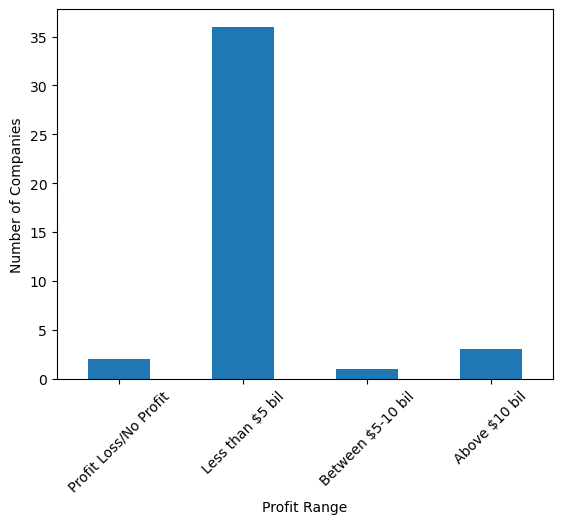 Number of Companies
35
30
25
20
15
10
5
0
Profit Loss/No Profit
Less than $5 bil
Between $5-10 bil
Above $10 bil
Profit Range